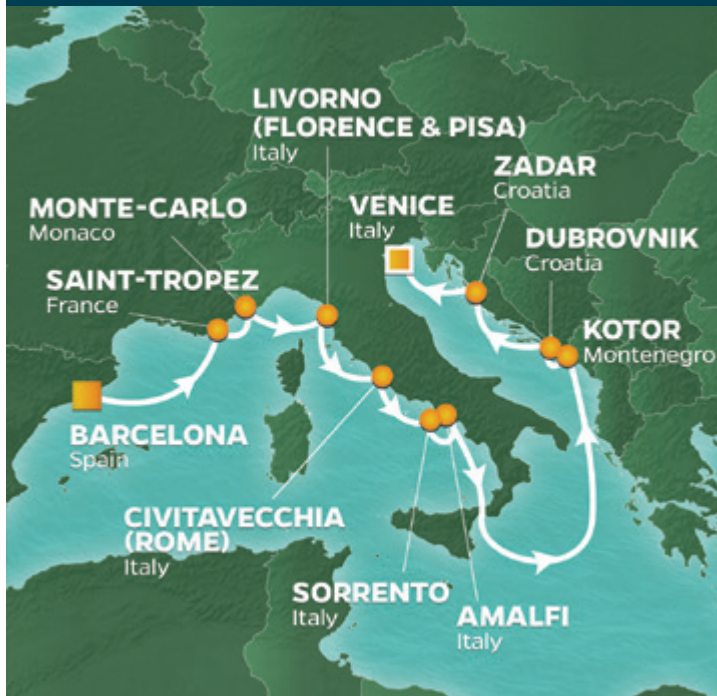 LIVORNO
(FLORENCE & PISA)
Italy
ZADAR
Croatia
MONTE-CARLO
Monaco
VENICE
Italy
DUBROVNIK
Croatia
SAINT-TROPEZ
France
KOTOR
Montenegro
BARCELONA
Spain
CIVITAVECCHIA
(ROME)
Italy
SORRENTO
Italy
AMALFI
Italy